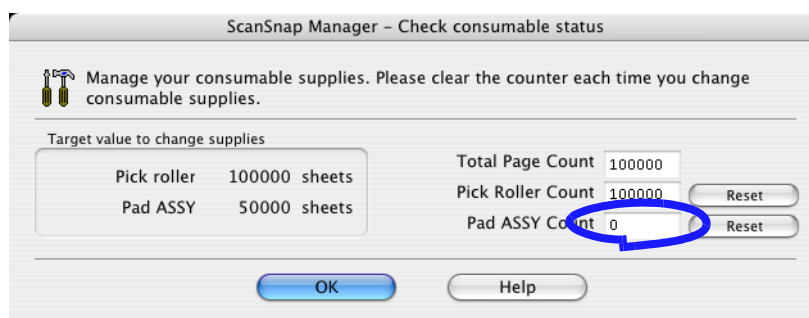 ScanSnap Manager – Check consumable status
Manage your consumable supplies. Please clear the counter each time you change
consumable supplies.
Target value to change supplies
Pick roller 100000 sheets
Pad ASSY 50000 sheets
Total Page Count 100000
Pick Roller Count 100000 Reset
Pad ASSY Count 0 Reset
OK Help